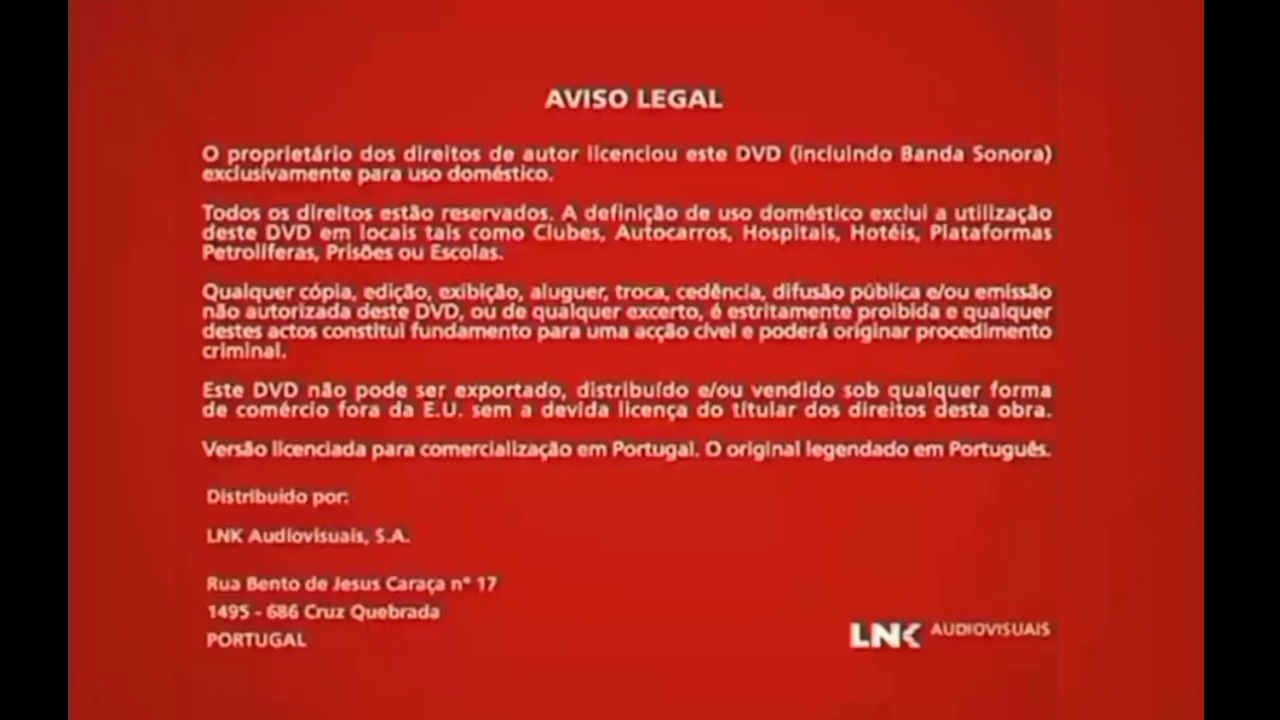 AVISO LEGAL
O proprietário dos direitos de autor licenciou este DVD (incluindo Banda Sonora)
exclusivamente para uso doméstico.
Todos os direitos estão reservados. A definição de uso doméstico exclui a utilização
deste DVD em locais tais como Clubes, Autocarros, Hospitais, Hotéis, Plataformas
Petrolíferas, Prisões ou Escolas.
Qualquer cópia, edição, exibição, aluguer, troca, cedência, difusão pública e/ou emissão
não autorizada deste DVD, ou de qualquer excerto, é estritamente proibida e qualquer
destes actos constitui fundamento para uma acção cível e poderá originar procedimento
criminal.
Este DVD não pode ser exportado, distribuído e/ou vendido sob qualquer forma
de comércio fora da E.U. sem a devida licença do titular dos direitos desta obra.
Versão licenciada para comercialização em Portugal. O original legendado em Português.
Distribuído por:
LNK Audiovisuais, S.A.
Rua Bento de Jesus Caraça nº 17
1495 - 686 Cruz Quebrada
PORTUGAL
LNK AUDIOVISUAIS